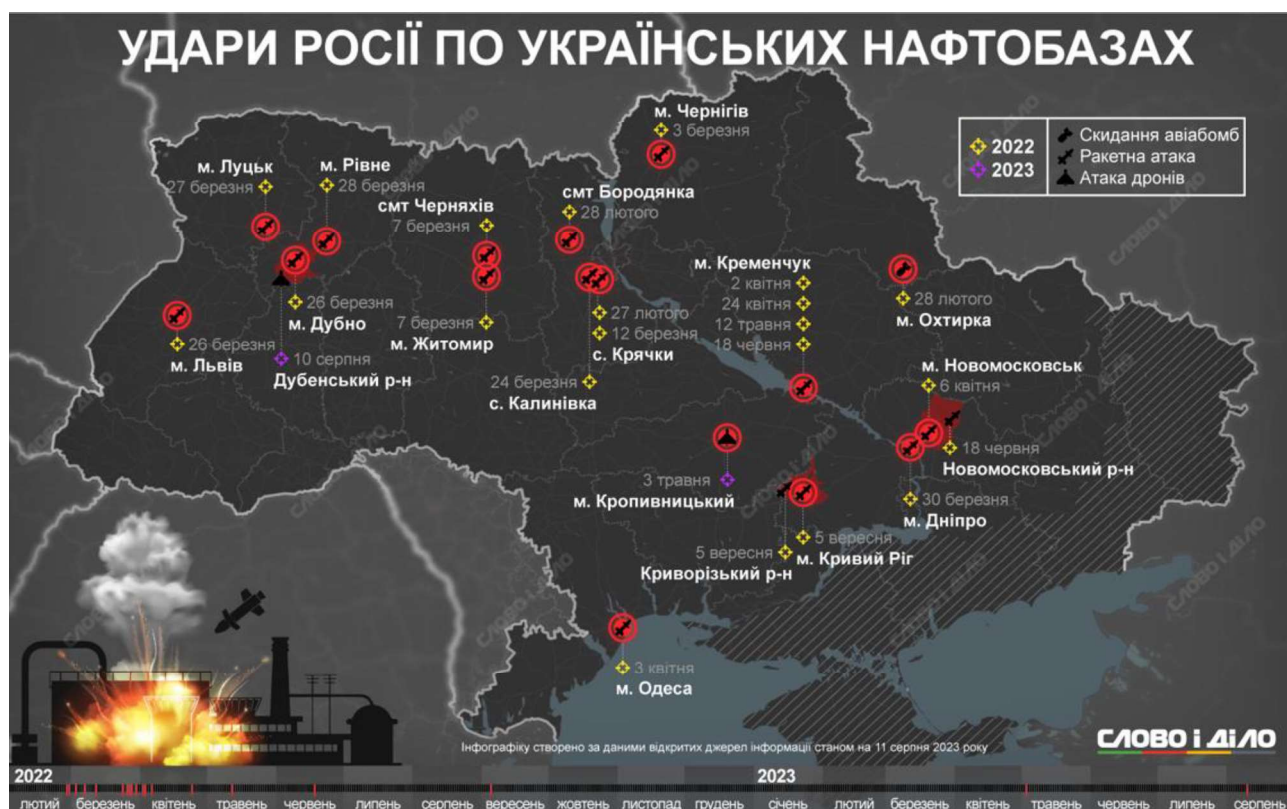 УДАРИ РОСІЇ ПО УКРАЇНСЬКИХ НАФТОБАЗАХ
2022
2023
Скидання авіабомб
Ракетна атака
Атака дронів
м. Чернігів
3 березня
м. Луцьк
27 березня
м. Рівне
28 березня
смт Черняхів
7 березня
смт Бородянка
28 лютого
м. Кременчук
2 квітня
24 квітня
12 травня
18 червня
28 лютого
м. Охтирка
26 березня
м. Дубно
26 березня
м. Львів
10 серпня
Дубенський р-н
7 березня
м. Житомир
27 лютого
12 березня
с. Крячки
24 березня
с. Калинівка
м. Новомосковськ
6 квітня
18 червня
Новомосковський р-н
3 травня
м. Кропивницький
30 березня
м. Дніпро
5 вересня
м. Кривий Ріг
5 вересня
Криворізький р-н
3 квітня
м. Одеса
Інфографіку створено за даними відкритих джерел інформації станом на 11 серпня 2023 року
СЛОВО І ДІЛО
2022
2023
лютий березень квітень травень червень липень серпень вересень жовтень листопад грудень січень лютий березень квітень травень червень липень серпень